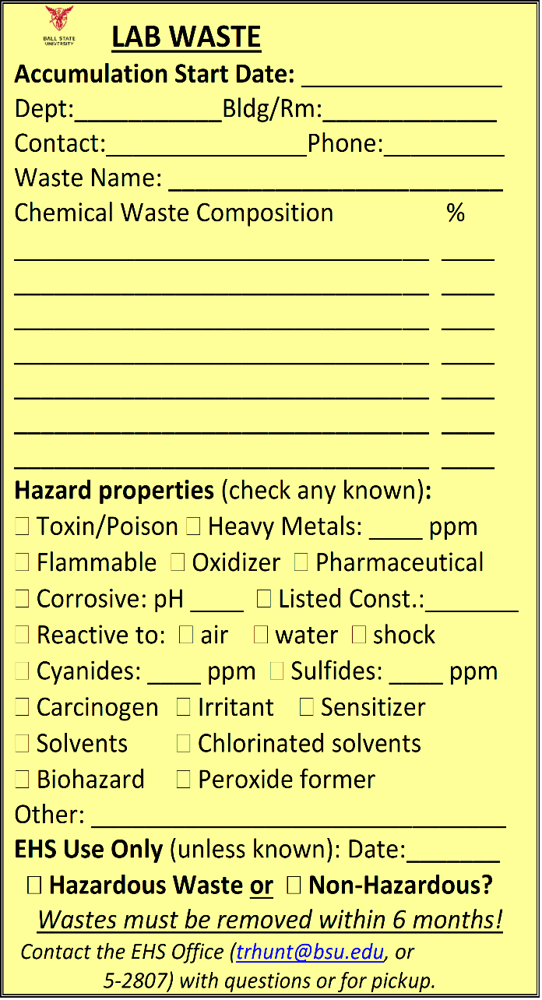 BALL STATE
UNIVERSITY
LAB WASTE
Accumulation Start Date: _______________
Dept:___________Bldg/Rm:_____________
Contact:_______________Phone:_________
Waste Name: _________________________
Chemical Waste Composition %
_______________________________ ____
_______________________________ ____
_______________________________ ____
_______________________________ ____
_______________________________ ____
_______________________________ ____
_______________________________ ____
Hazard properties (check any known):
☐ Toxin/Poison ☐ Heavy Metals: ____ ppm
☐ Flammable ☐ Oxidizer ☐ Pharmaceutical
☐ Corrosive: pH ____ ☐ Listed Const.:_______
☐ Reactive to: ☐ air ☐ water ☐ shock
☐ Cyanides: ____ ppm ☐ Sulfides: ____ ppm
☐ Carcinogen ☐ Irritant ☐ Sensitizer
☐ Solvents ☐ Chlorinated solvents
☐ Biohazard ☐ Peroxide former
Other: _______________________________
EHS Use Only (unless known): Date:_______
☐ Hazardous Waste or ☐ Non-Hazardous?
Wastes must be removed within 6 months!
Contact the EHS Office (trhunt@bsu.edu, or
5-2807) with questions or for pickup.